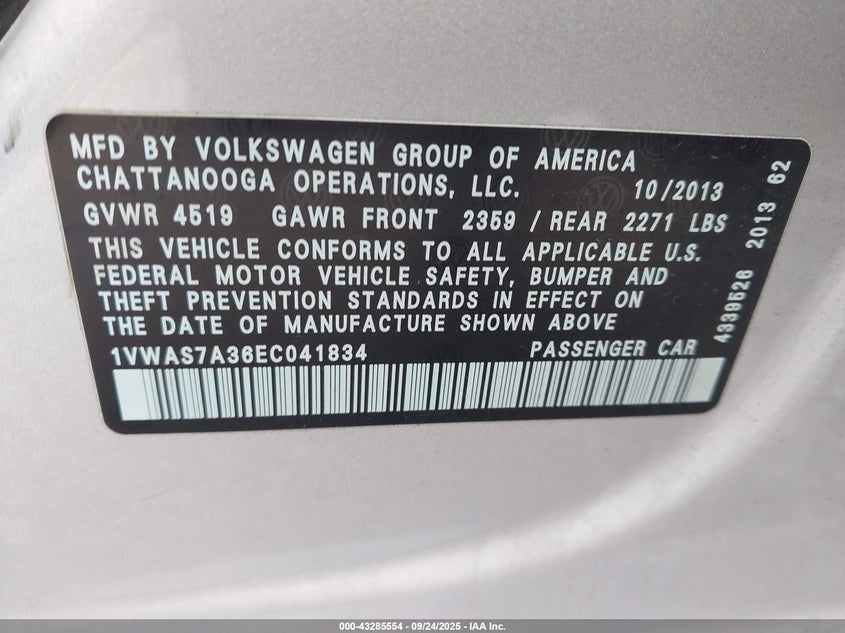 MFD BY VOLKSWAGEN GROUP OF AMERICA
CHATTANOOGA OPERATIONS, LLC. 10/2013
GVWR 4519 GAWR FRONT 2359 / REAR 2271 LBS
THIS VEHICLE CONFORMS TO ALL APPLICABLE U.S.
FEDERAL MOTOR VEHICLE SAFETY, BUMPER AND
THEFT PREVENTION STANDARDS IN EFFECT ON
THE DATE OF MANUFACTURE SHOWN ABOVE
1VWAS7A36EC041834 PASSENGER CAR
4339526 2013 62
000-43285554 - 09/24/2025 - IAA Inc.